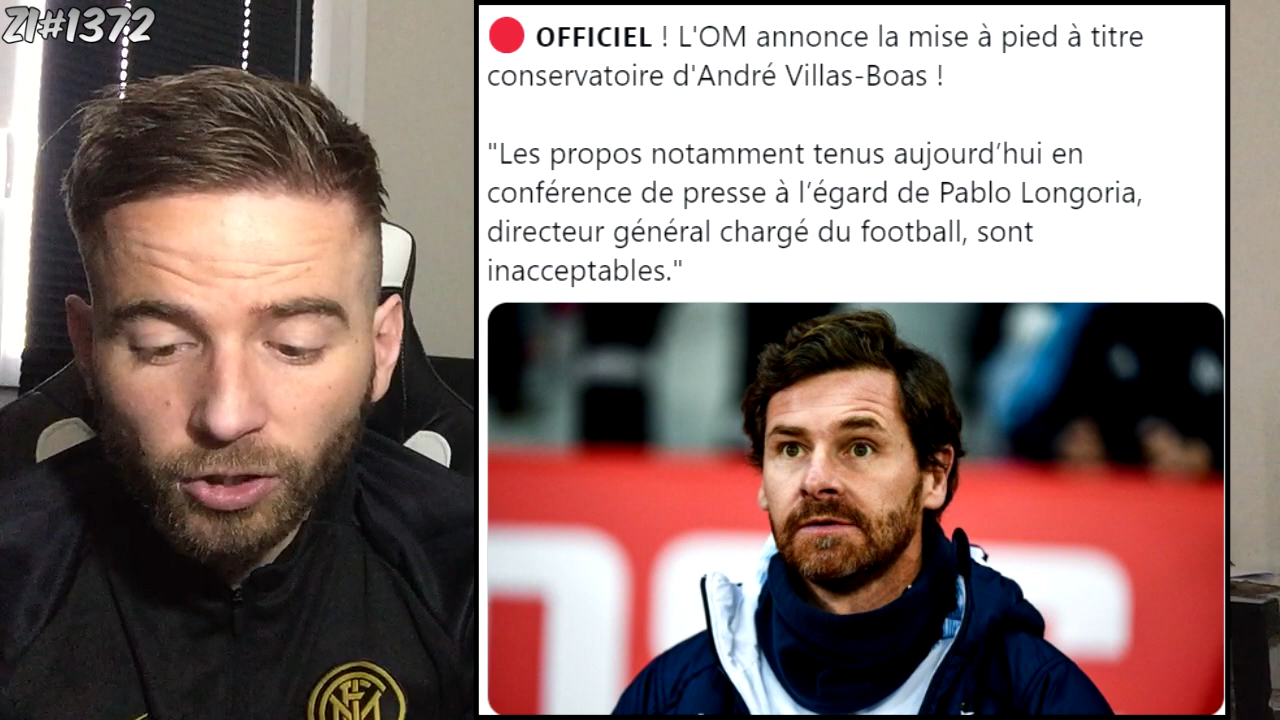 ZI#1372
🔴 OFFICIEL ! L'OM annonce la mise à pied à titre
conservatoire d'André Villas-Boas !
"Les propos notamment tenus aujourd’hui en
conférence de presse à l’égard de Pablo Longoria,
directeur général chargé du football, sont
inacceptables."